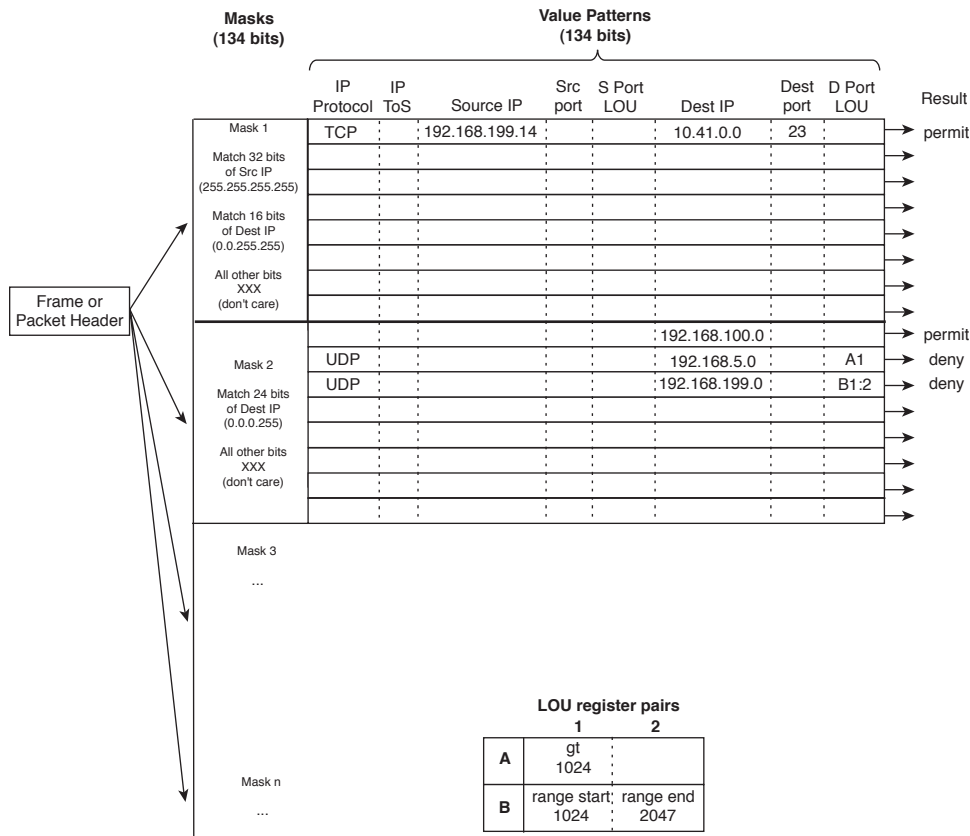 Masks
(134 bits)
Value Patterns
(134 bits)
IP Protocol
IP ToS
Source IP
Src port
S Port LOU
Dest IP
Dest port
D Port LOU
Result
Mask 1
Match 32 bits
of Src IP
(255.255.255.255)
Match 16 bits
of Dest IP
(0.0.255.255)
All other bits
XXX
(don't care)
TCP 192.168.199.14 10.41.0.0 23 permit
Frame or
Packet Header
192.168.100.0 permit
Mask 2
Match 24 bits
of Dest IP
(0.0.0.255)
All other bits
XXX
(don't care)
UDP 192.168.5.0 A1 deny
UDP 192.168.199.0 B1:2 deny
Mask 3
...
Mask n
...
LOU register pairs
1 2
A gt 1024
B range start; 1024 range end 2047